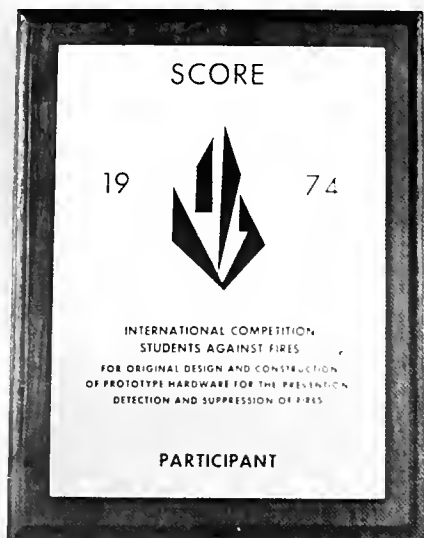 SCORE
19 74
INTERNATIONAL COMPETITION
STUDENTS AGAINST FIRES
FOR ORIGINAL DESIGN AND CONSTRUCTION
OF PROTOTYPE HARDWARE FOR THE PREVENTION
DETECTION AND SUPPRESSION OF FIRES
PARTICIPANT